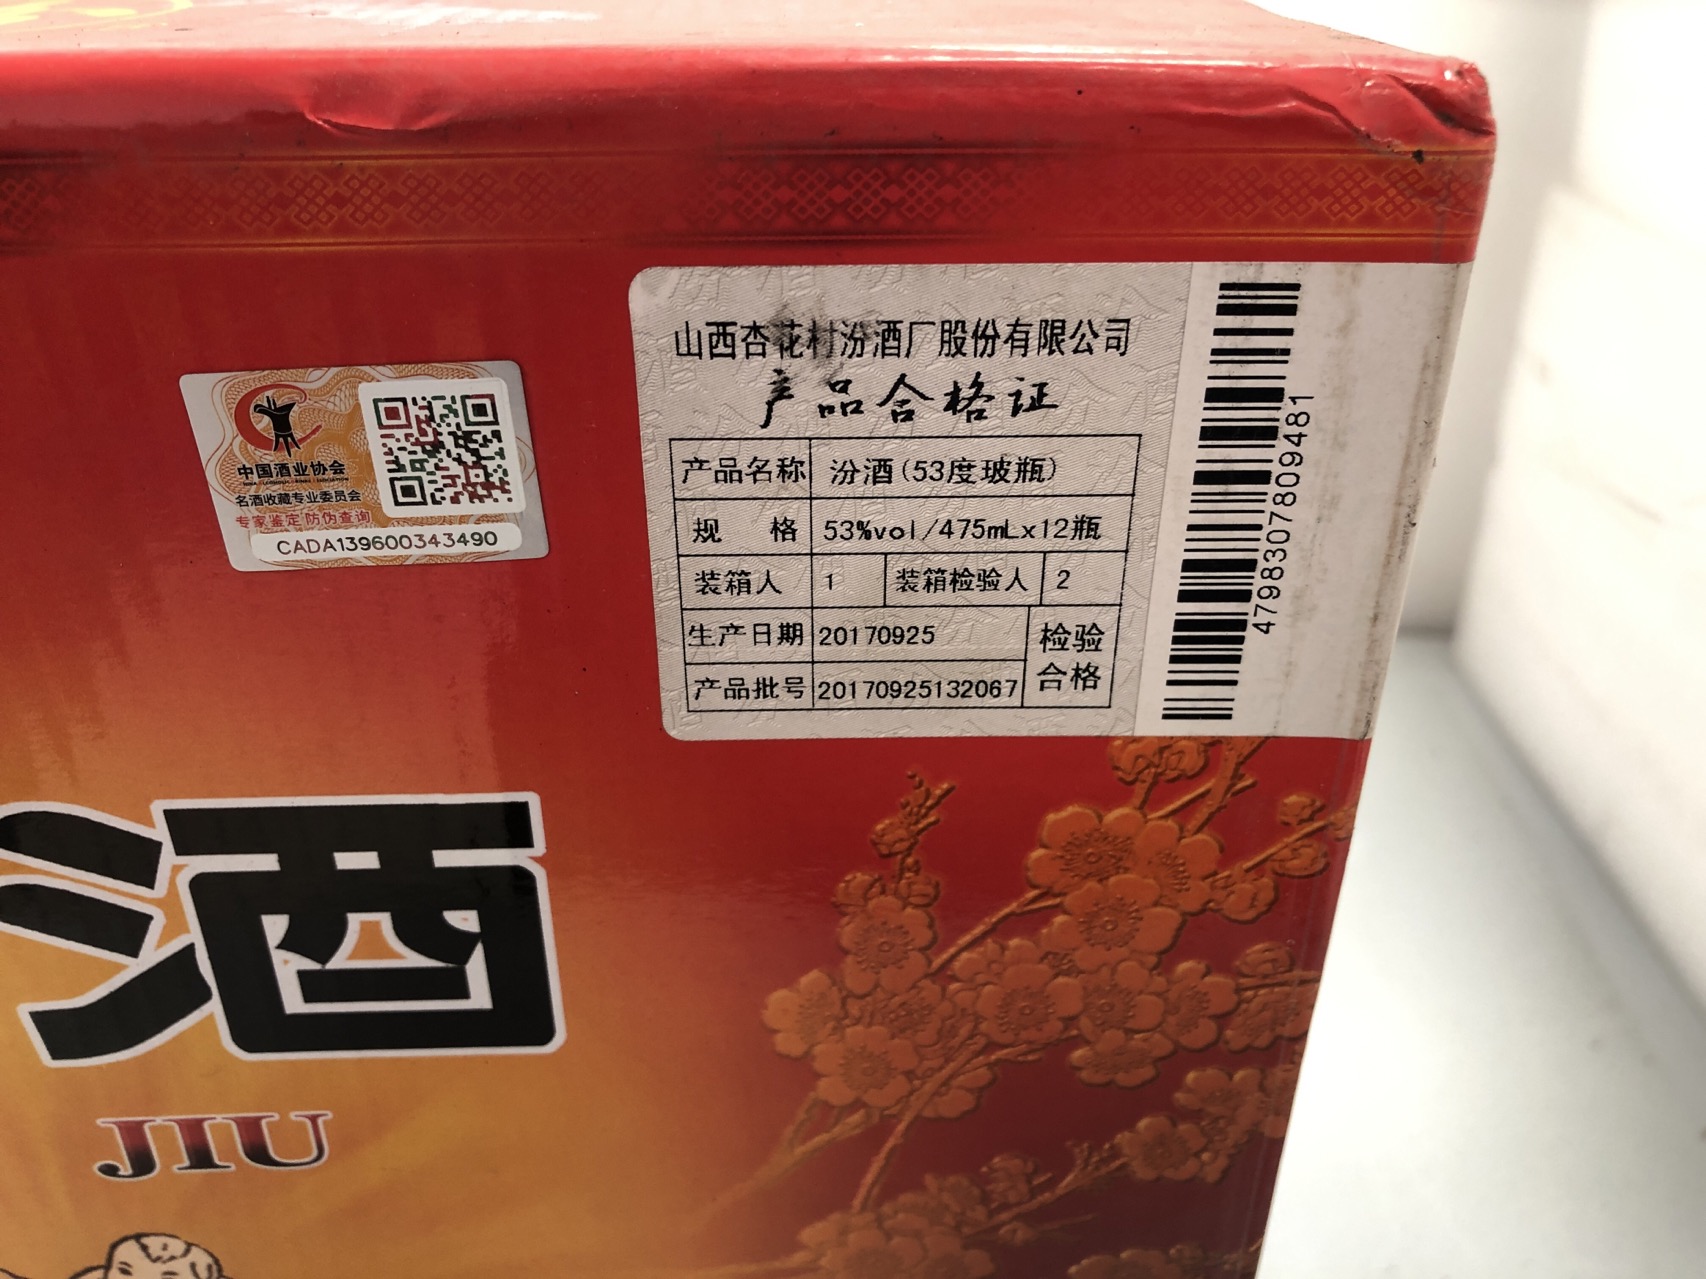 山西杏花村汾酒厂股份有限公司
产品合格证
产品名称 汾酒(53度玻瓶)
规 格 53%vol/475mLx12瓶
装箱人 1 装箱检验人 2
生产日期 20170925 检验
产品批号 20170925132067 合格
4798307809481
中国酒业协会
名酒收藏专业委员会
专家鉴定 防伪查询
CADA139600343490
酒
JIU